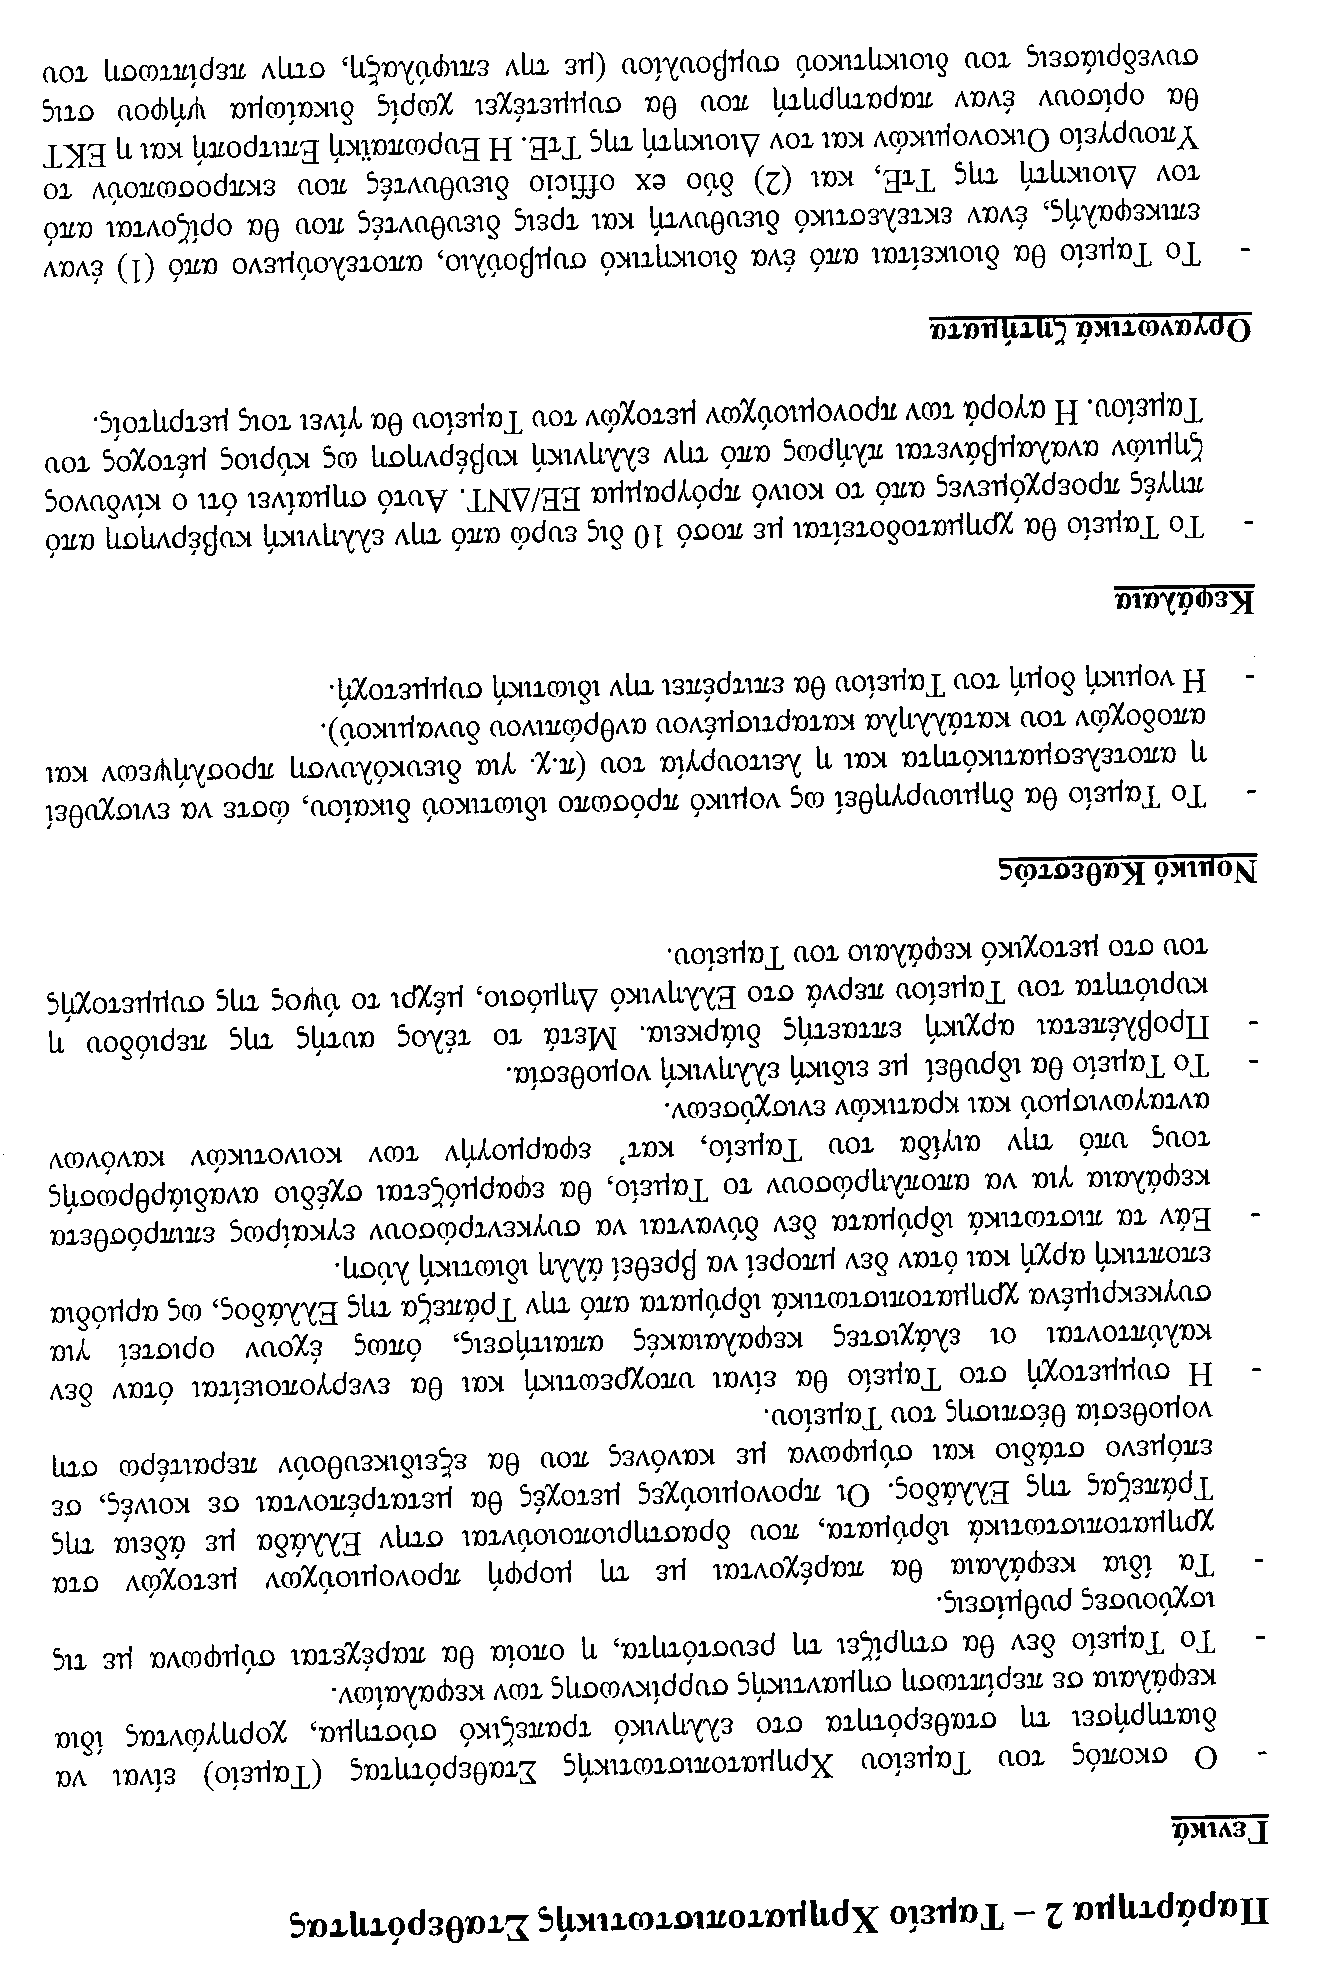 Παράρτημα 2 – Ταμείο Χρηματοπιστωτικής Σταθερότητας
Γενικά
- Ο σκοπός του Ταμείου Χρηματοπιστωτικής Σταθερότητας (Ταμείο) είναι να
διατηρήσει τη σταθερότητα στο ελληνικό τραπεζικό σύστημα, χορηγώντας ίδια
κεφάλαια σε περίπτωση σημαντικής συρρίκνωσης των κεφαλαίων.
- Το Ταμείο δεν θα στηρίζει τη ρευστότητα, η οποία θα παρέχεται σύμφωνα με τις
ισχύουσες ρυθμίσεις.
- Τα ίδια κεφάλαια θα παρέχονται με τη μορφή προνομιούχων μετοχών στα
χρηματοπιστωτικά ιδρύματα, που δραστηριοποιούνται στην Ελλάδα με άδεια της
Τράπεζας της Ελλάδος. Οι προνομιούχες μετοχές θα μετατρέπονται σε κοινές, σε
επόμενο στάδιο και σύμφωνα με κανόνες που θα εξειδικευθούν περαιτέρω στη
νομοθεσία θέσπισης του Ταμείου.
- Η συμμετοχή στο Ταμείο θα είναι υποχρεωτική και θα ενεργοποιείται όταν δεν
καλύπτονται οι ελάχιστες κεφαλαιακές απαιτήσεις, όπως έχουν οριστεί για
συγκεκριμένα χρηματοπιστωτικά ιδρύματα από την Τράπεζα της Ελλάδος, ως αρμόδια
εποπτική αρχή και όταν δεν μπορεί να βρεθεί άλλη ιδιωτική λύση.
- Εάν τα πιστωτικά ιδρύματα δεν δύνανται να συγκεντρώσουν εγκαίρως επιπρόσθετα
κεφάλαια για να αποπληρώσουν το Ταμείο, θα εφαρμόζεται σχέδιο αναδιάρθρωσής
τους υπό την αιγίδα του Ταμείο, κατ' εφαρμογήν των κοινοτικών κανόνων
ανταγωνισμού και κρατικών ενισχύσεων.
- Το Ταμείο θα ιδρυθεί με ειδική ελληνική νομοθεσία.
- Προβλέπεται αρχική επταετής διάρκεια. Μετά το τέλος αυτής της περιόδου η
κυριότητα του Ταμείου περνά στο Ελληνικό Δημόσιο, μέχρι το ύψος της συμμετοχής
του στο μετοχικό κεφάλαιο του Ταμείου.
Νομικό Καθεστώς
- Το Ταμείο θα δημιουργηθεί ως νομικό πρόσωπο ιδιωτικού δικαίου, ώστε να ενισχυθεί
η αποτελεσματικότητα και η λειτουργία του (π.χ. για διευκόλυνση προσλήψεων και
αποδοχών του κατάλληλα καταρτισμένου ανθρώπινου δυναμικού).
- Η νομική δομή του Ταμείου θα επιτρέπει την ιδιωτική συμμετοχή.
Κεφάλαια
- Το Ταμείο θα χρηματοδοτείται με ποσό 10 δις ευρώ από την ελληνική κυβέρνηση από
πηγές προερχόμενες από το κοινό πρόγραμμα ΕΕ/ΔΝΤ. Αυτό σημαίνει ότι ο κίνδυνος
ζημιών αναλαμβάνεται πλήρως από την ελληνική κυβέρνηση ως κύριος μέτοχος του
Ταμείου. Η αγορά των προνομιούχων μετοχών του Ταμείου θα γίνει τοις μετρητοίς.
Οργανωτικά ζητήματα
- Το Ταμείο θα διοικείται από ένα διοικητικό συμβούλιο, αποτελούμενο από (1) έναν
επικεφαλής, έναν εκτελεστικό διευθυντή και τρεις διευθυντές που θα ορίζονται από
τον Διοικητή της ΤτΕ, και (2) δύο ex officio διευθυντές που εκπροσωπούν το
Υπουργείο Οικονομικών και τον Διοικητή της ΤτΕ. Η Ευρωπαϊκή Επιτροπή και η ΕΚΤ
θα ορίσουν έναν παρατηρητή που θα συμμετέχει χωρίς δικαίωμα ψήφου στις
συνεδριάσεις του διοικητικού συμβουλίου (με την επιφύλαξη, στην περίπτωση του